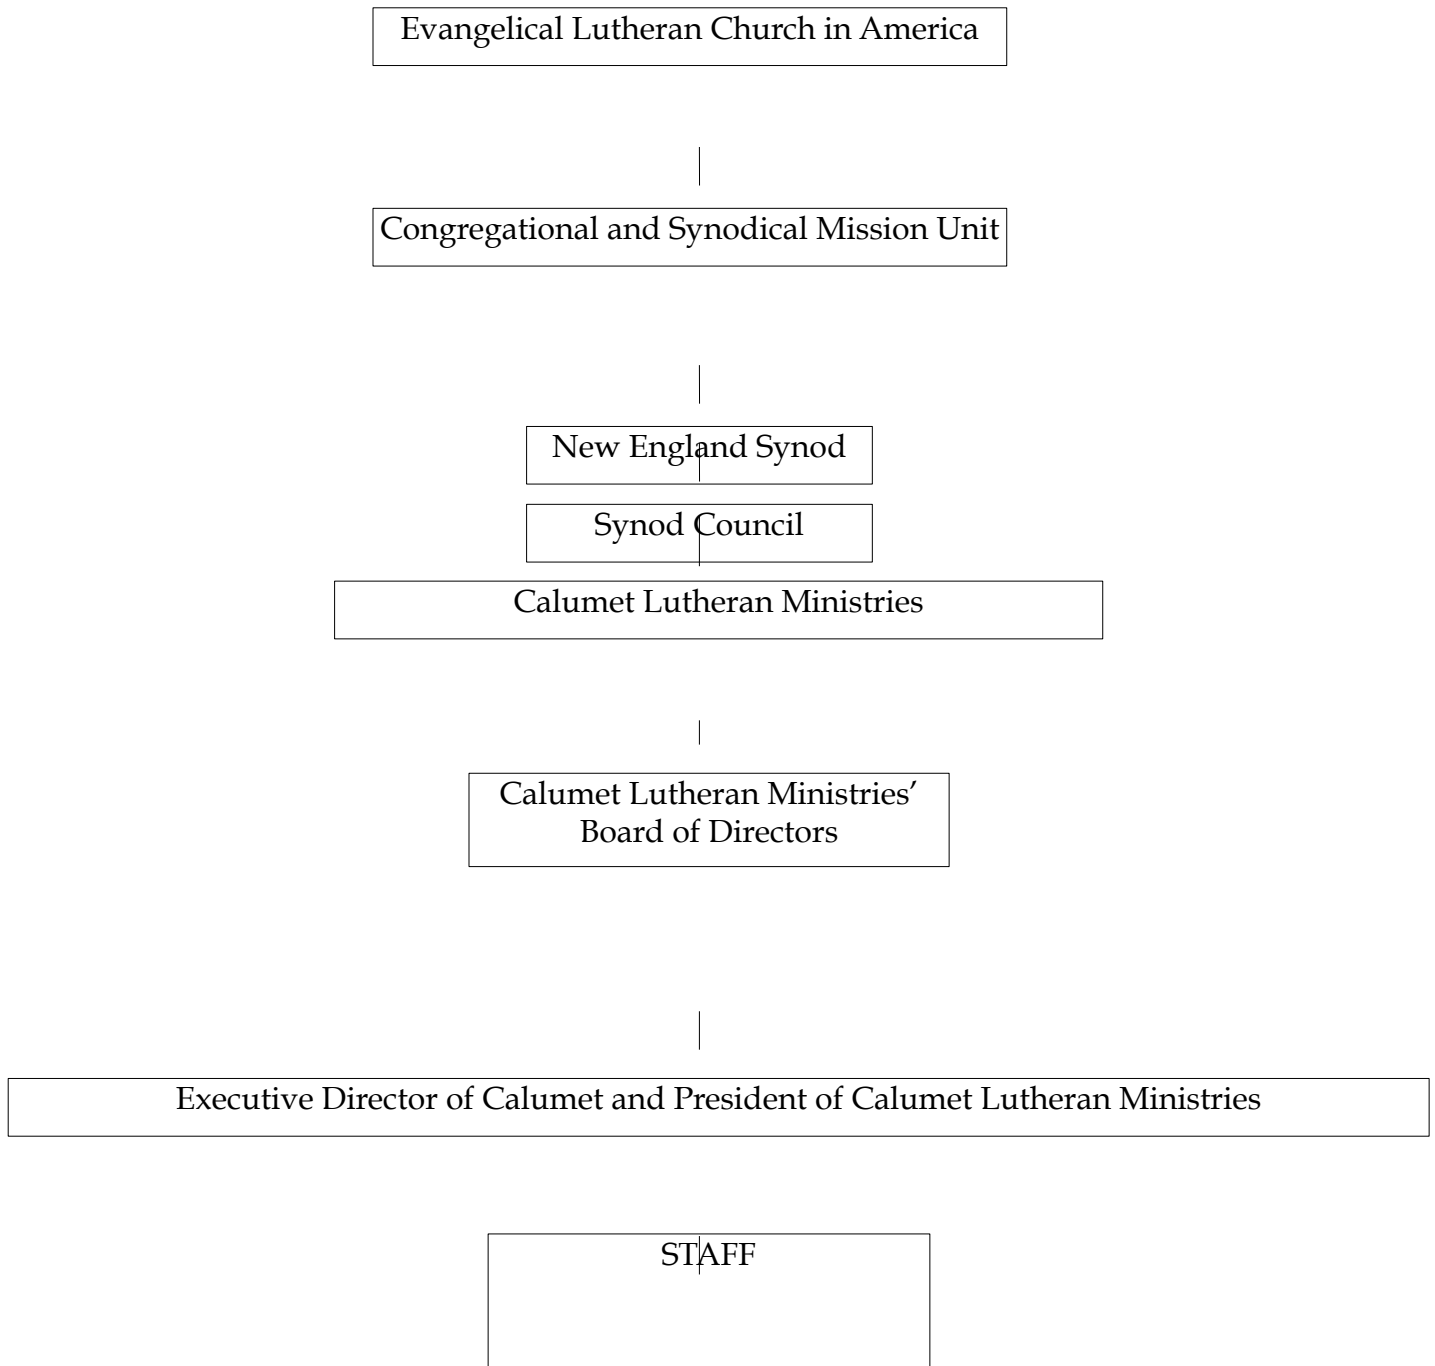 Evangelical Lutheran Church in America
Congregational and Synodical Mission Unit
New England Synod
Synod Council
Calumet Lutheran Ministries
Calumet Lutheran Ministries’
Board of Directors
Executive Director of Calumet and President of Calumet Lutheran Ministries
STAFF